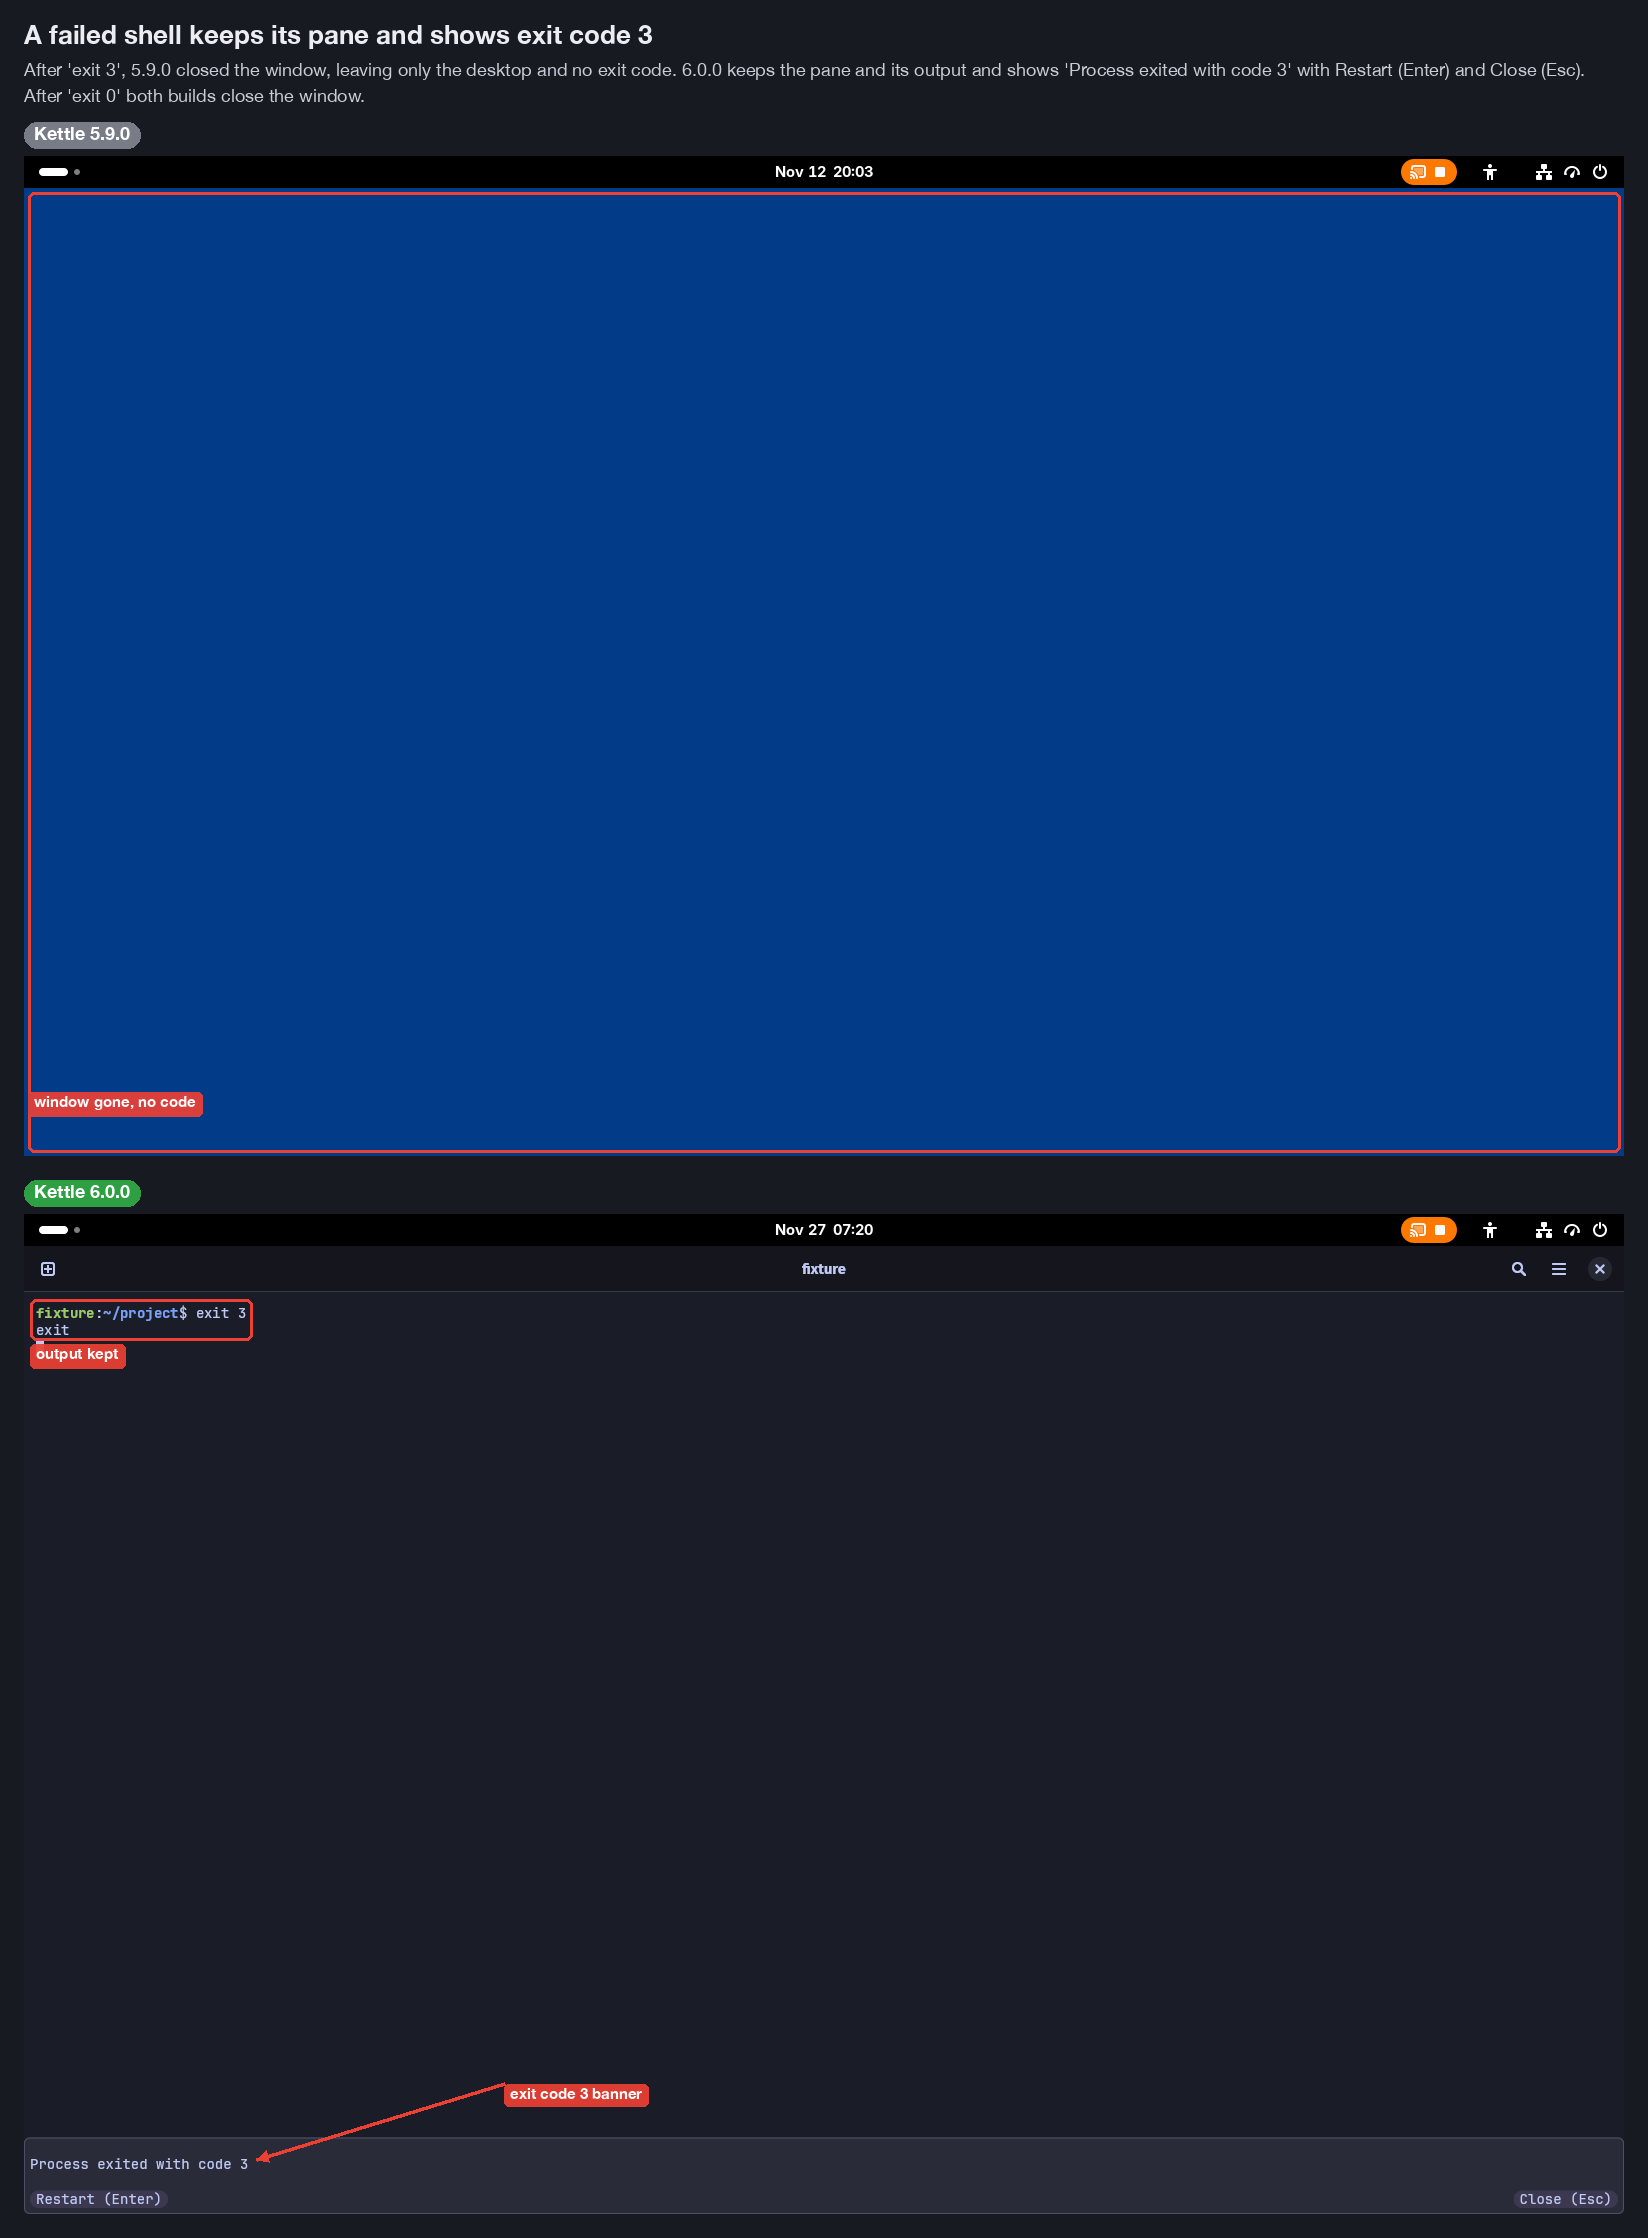 A failed shell keeps its pane and shows exit code 3
After 'exit 3', 5.9.0 closed the window, leaving only the desktop and no exit code. 6.0.0 keeps the pane and its output and shows 'Process exited with code 3' with Restart (Enter) and Close (Esc).
After 'exit 0' both builds close the window.
Kettle 5.9.0
Nov 12 20:03
window gone, no code
Kettle 6.0.0
Nov 27 07:20
fixture
fixture:~/project$ exit 3
exit
output kept
exit code 3 banner
Process exited with code 3
Restart (Enter)
Close (Esc)